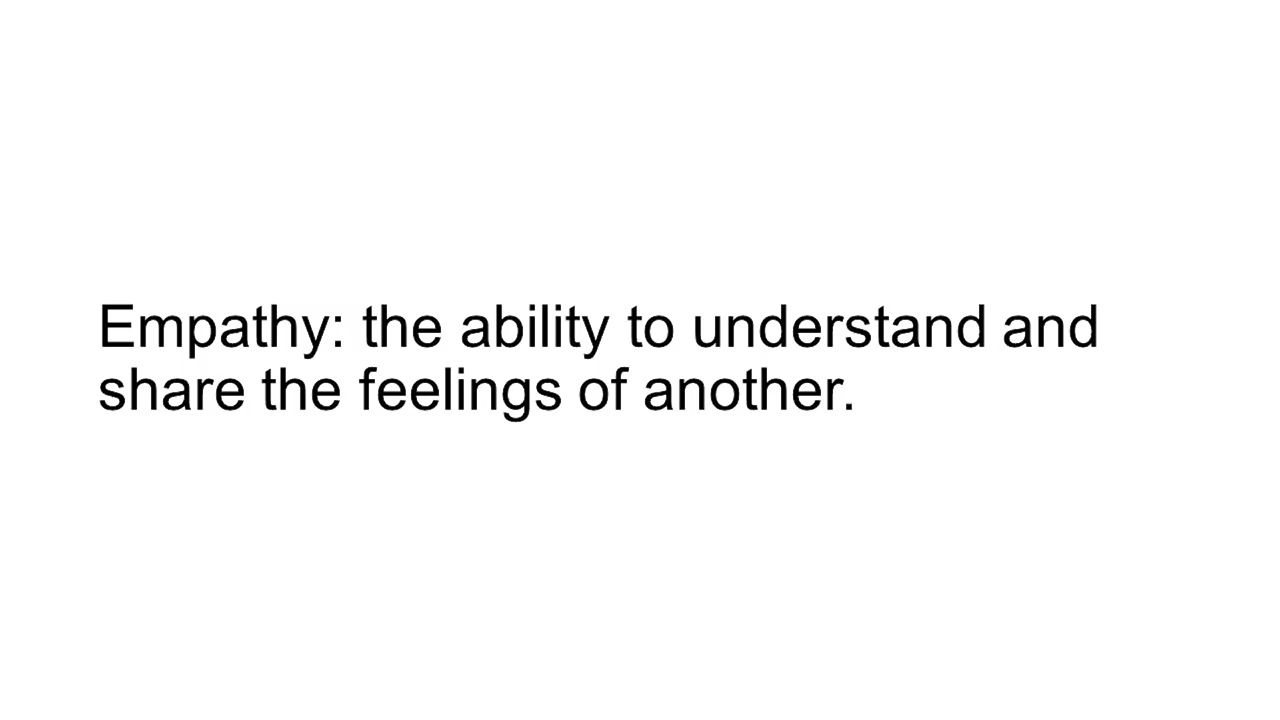 Empathy: the ability to understand and
share the feelings of another.